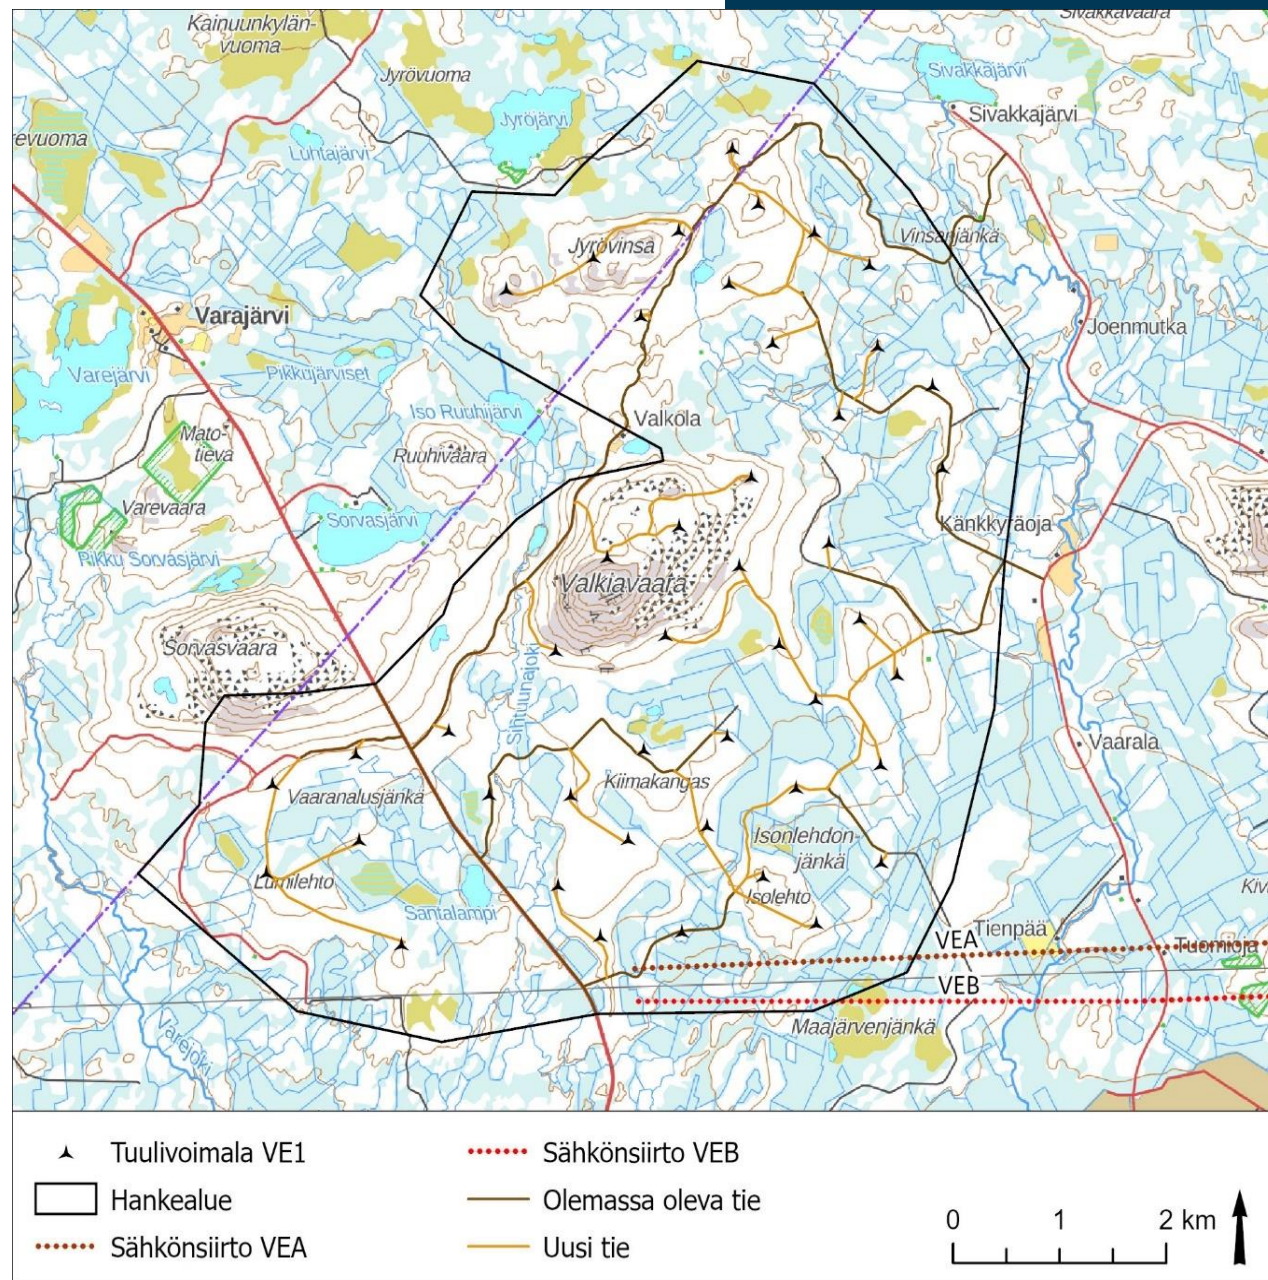 Kainuunkylän-
vuoma
Sivakkavaara
Jyrövuoma
Sivakkajärvi
Sivakkajärvi
Jyröjärvi
revuoma
Luhtajärvi
Vinsanjänkä
Jyrövinsa
Varajärvi
Joenmutka
Varejärvi
Pikkujärviset
Iso Ruuhijärvi
Valkola
Mato-
tieva
Ruuhivaara
Varevaara
Sorvasjärvi
Känkkyräoja
Pikku Sorvasjärvi
Valkiavaara
Sorvasvaara
Sihtuunajoki
Vaarala
Kiimakangas
Vaaranalusjänkä
Isonlehdon-
jänkä
Lumilehto
Isolehto
Kiv
Santalampi
Tienpää
VEA
Tuomioja
VEB
Maajärvenjänkä
Varejoki
Tuulivoimala VE1
Hankealue
Sähkönsiirto VEA
Sähkönsiirto VEB
Olemassa oleva tie
Uusi tie
0 1 2 km